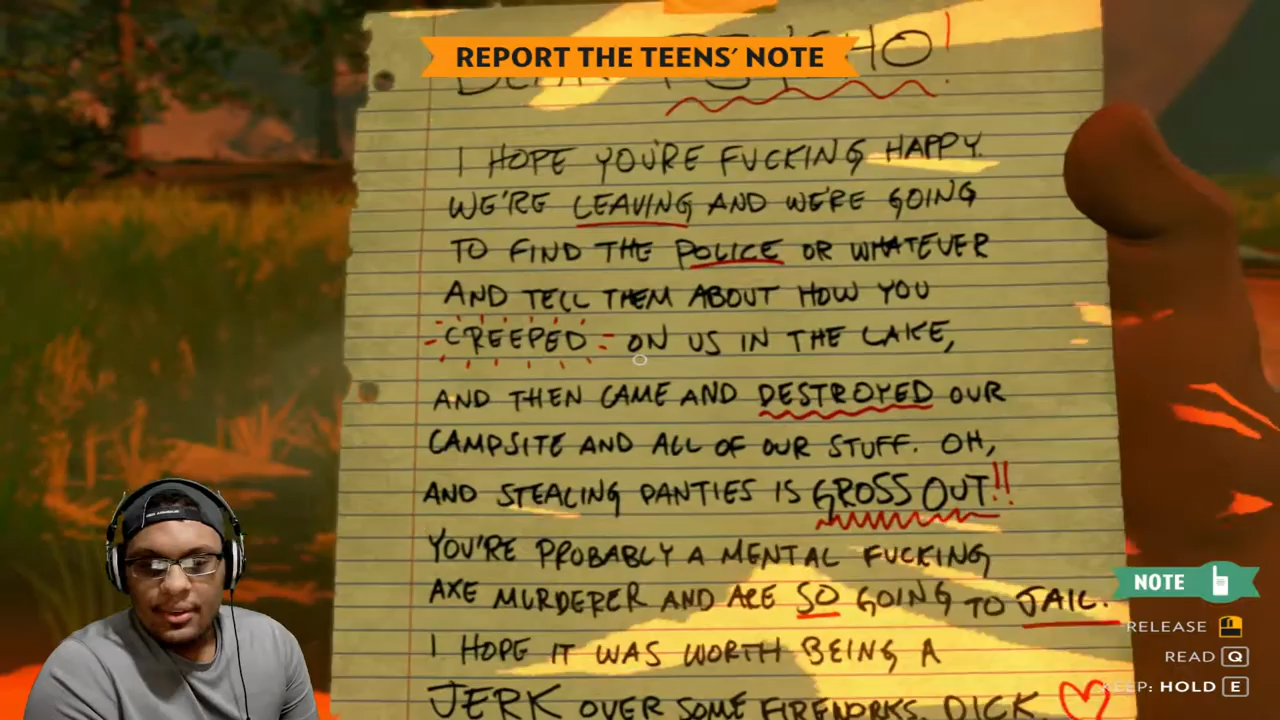 REPORT THE TEENS' NOTE
DEAR PSYCHO!
I HOPE YOU'RE FUCKING HAPPY.
WE'RE LEAVING AND WE'RE GOING
TO FIND THE POLICE OR WHATEVER
AND TELL THEM ABOUT HOW YOU
CREEPED ON US IN THE LAKE,
AND THEN CAME AND DESTROYED OUR
CAMPSITE AND ALL OF OUR STUFF. OH,
AND STEALING PANTIES IS GROSS OUT!!
YOU'RE PROBABLY A MENTAL FUCKING
AXE MURDERER AND ARE SO GOING TO JAIL.
I HOPE IT WAS WORTH BEING A
JERK OVER SOME FIREWORKS, DICK
NOTE
RELEASE
READ Q
KEEP: HOLD E